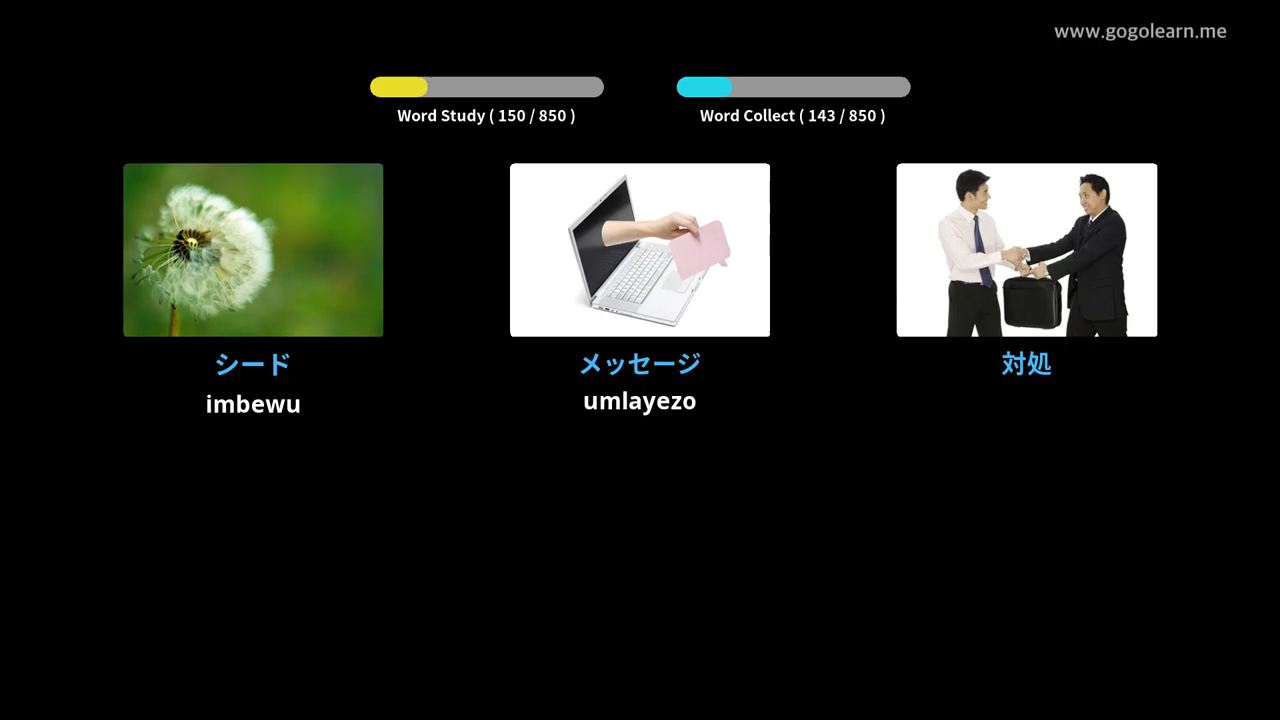 www.gogolearn.me
Word Study ( 150 / 850 )
Word Collect ( 143 / 850 )
シード
imbewu
メッセージ
umlayezo
対処